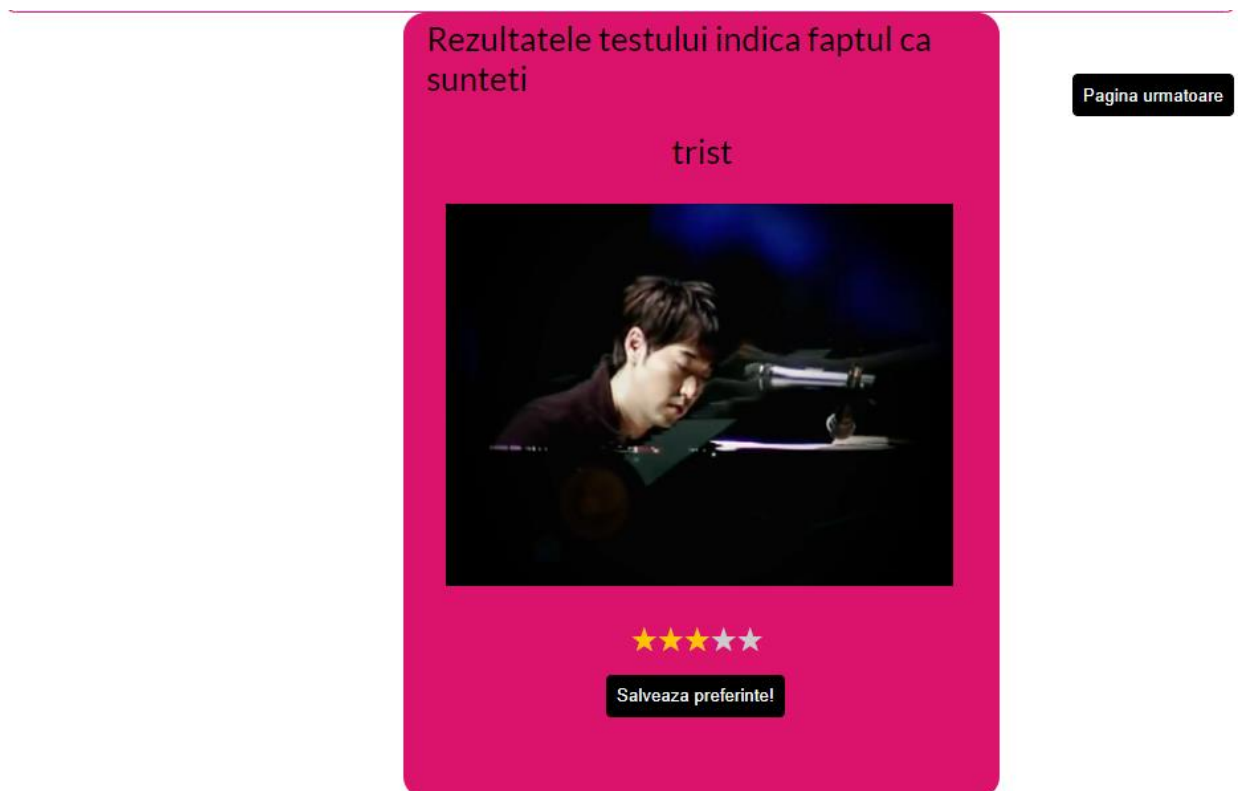 Rezultatele testului indica faptul ca
sunteti
Pagina urmatoare
trist
Salveaza preferinte!